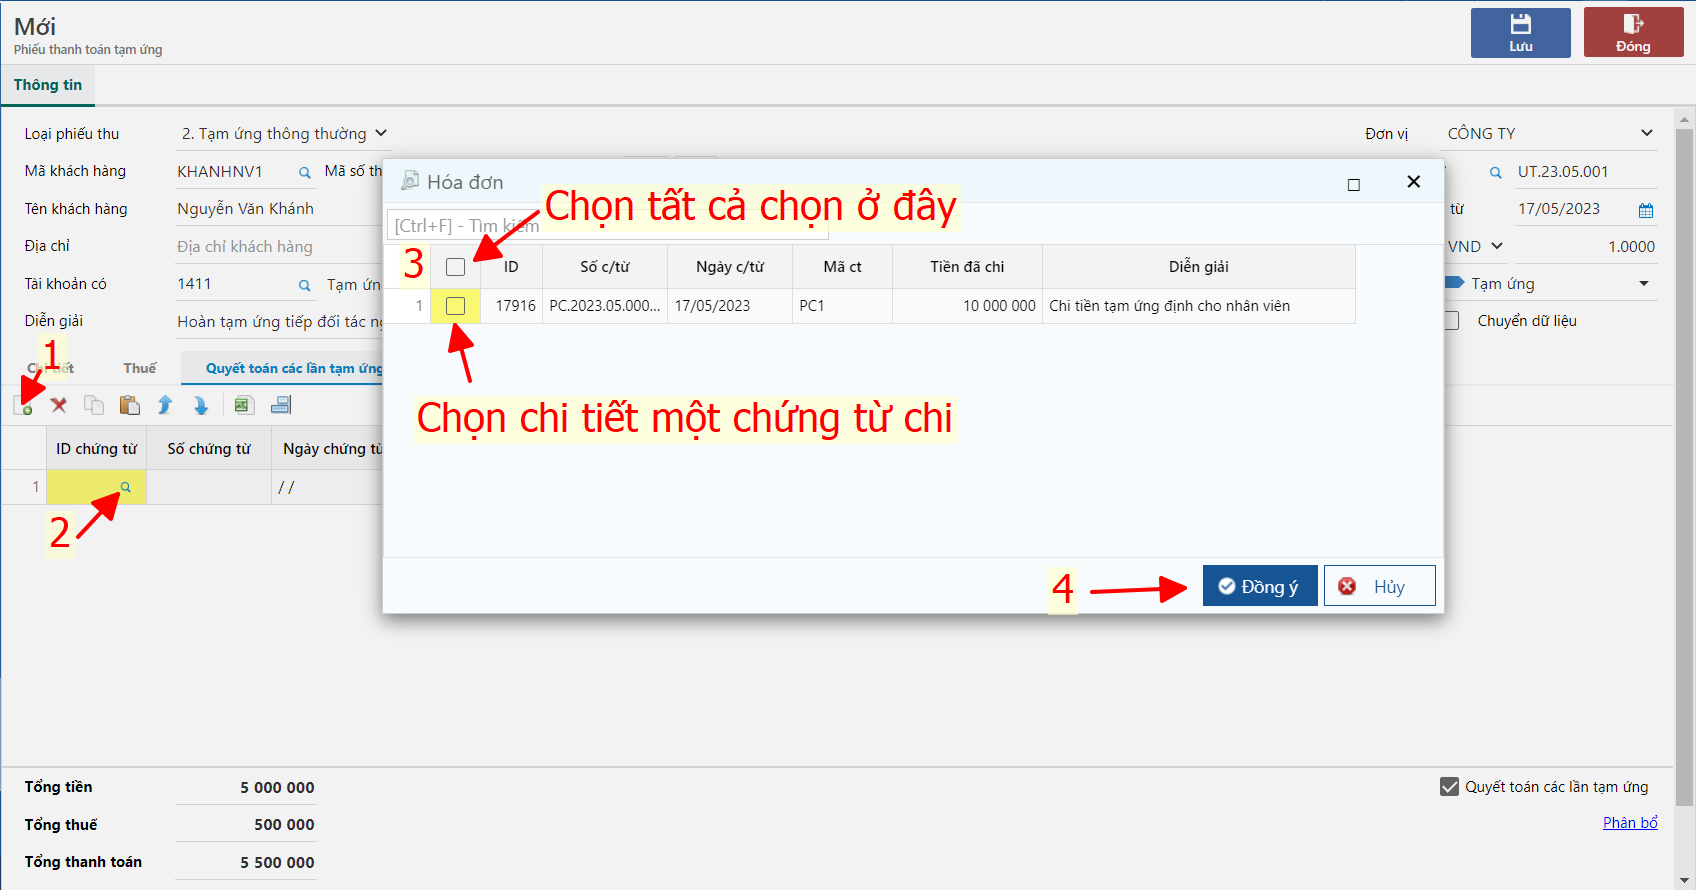 Mới
Phiếu thanh toán tạm ứng
Lưu
Đóng
Thông tin
Loại phiếu thu
2. Tạm ứng thông thường
Đơn vị
CÔNG TY
Mã khách hàng
KHANHNV1
Mã số th
UT.23.05.001
Tên khách hàng
Nguyễn Văn Khánh
từ
17/05/2023
Địa chỉ
Địa chỉ khách hàng
VND
1.0000
Tài khoản có
1411
Tạm ứn
Tạm ứng
Diễn giải
Hoàn tạm ứng tiếp đối tác ng
Chuyển dữ liệu
Hóa đơn
Chọn tất cả chọn ở đây
[Ctrl+F] - Tìm kiếm
3
ID
Số c/từ
Ngày c/từ
Mã ct
Tiền đã chi
Diễn giải
1
17916
PC.2023.05.000...
17/05/2023
PC1
10 000 000
Chi tiền tạm ứng định cho nhân viên
Chọn chi tiết một chứng từ chi
4
Đồng ý
Hủy
1
Chi tiết
Thuế
Quyết toán các lần tạm ứng
ID chứng từ
Số chứng từ
Ngày chứng từ
1
/ /
2
Tổng tiền
5 000 000
Quyết toán các lần tạm ứng
Tổng thuế
500 000
Phân bổ
Tổng thanh toán
5 500 000